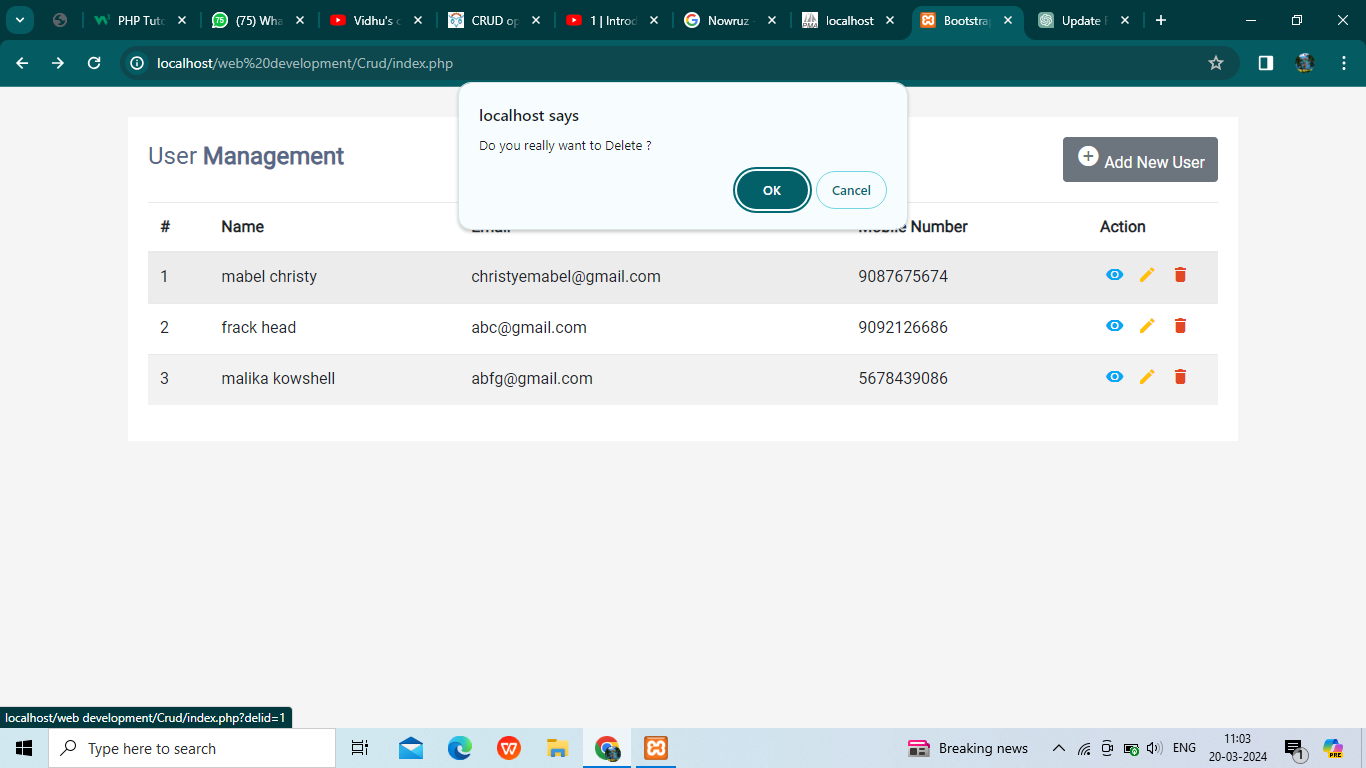 PHP Tuto
(75) Wha
Vidhu's c
CRUD op
1 | Introd
Nowruz -
localhost
Bootstrap
Update P
localhost/web%20development/Crud/index.php
localhost says
Do you really want to Delete ?
OK Cancel
User Management
Add New User
# Name Email Mobile Number Action
1 mabel christy christyemabel@gmail.com 9087675674
2 frack head abc@gmail.com 9092126686
3 malika kowshell abfg@gmail.com 5678439086
localhost/web development/Crud/index.php?delid=1
Type here to search
Breaking news
ENG
11:03
20-03-2024
1
PRE